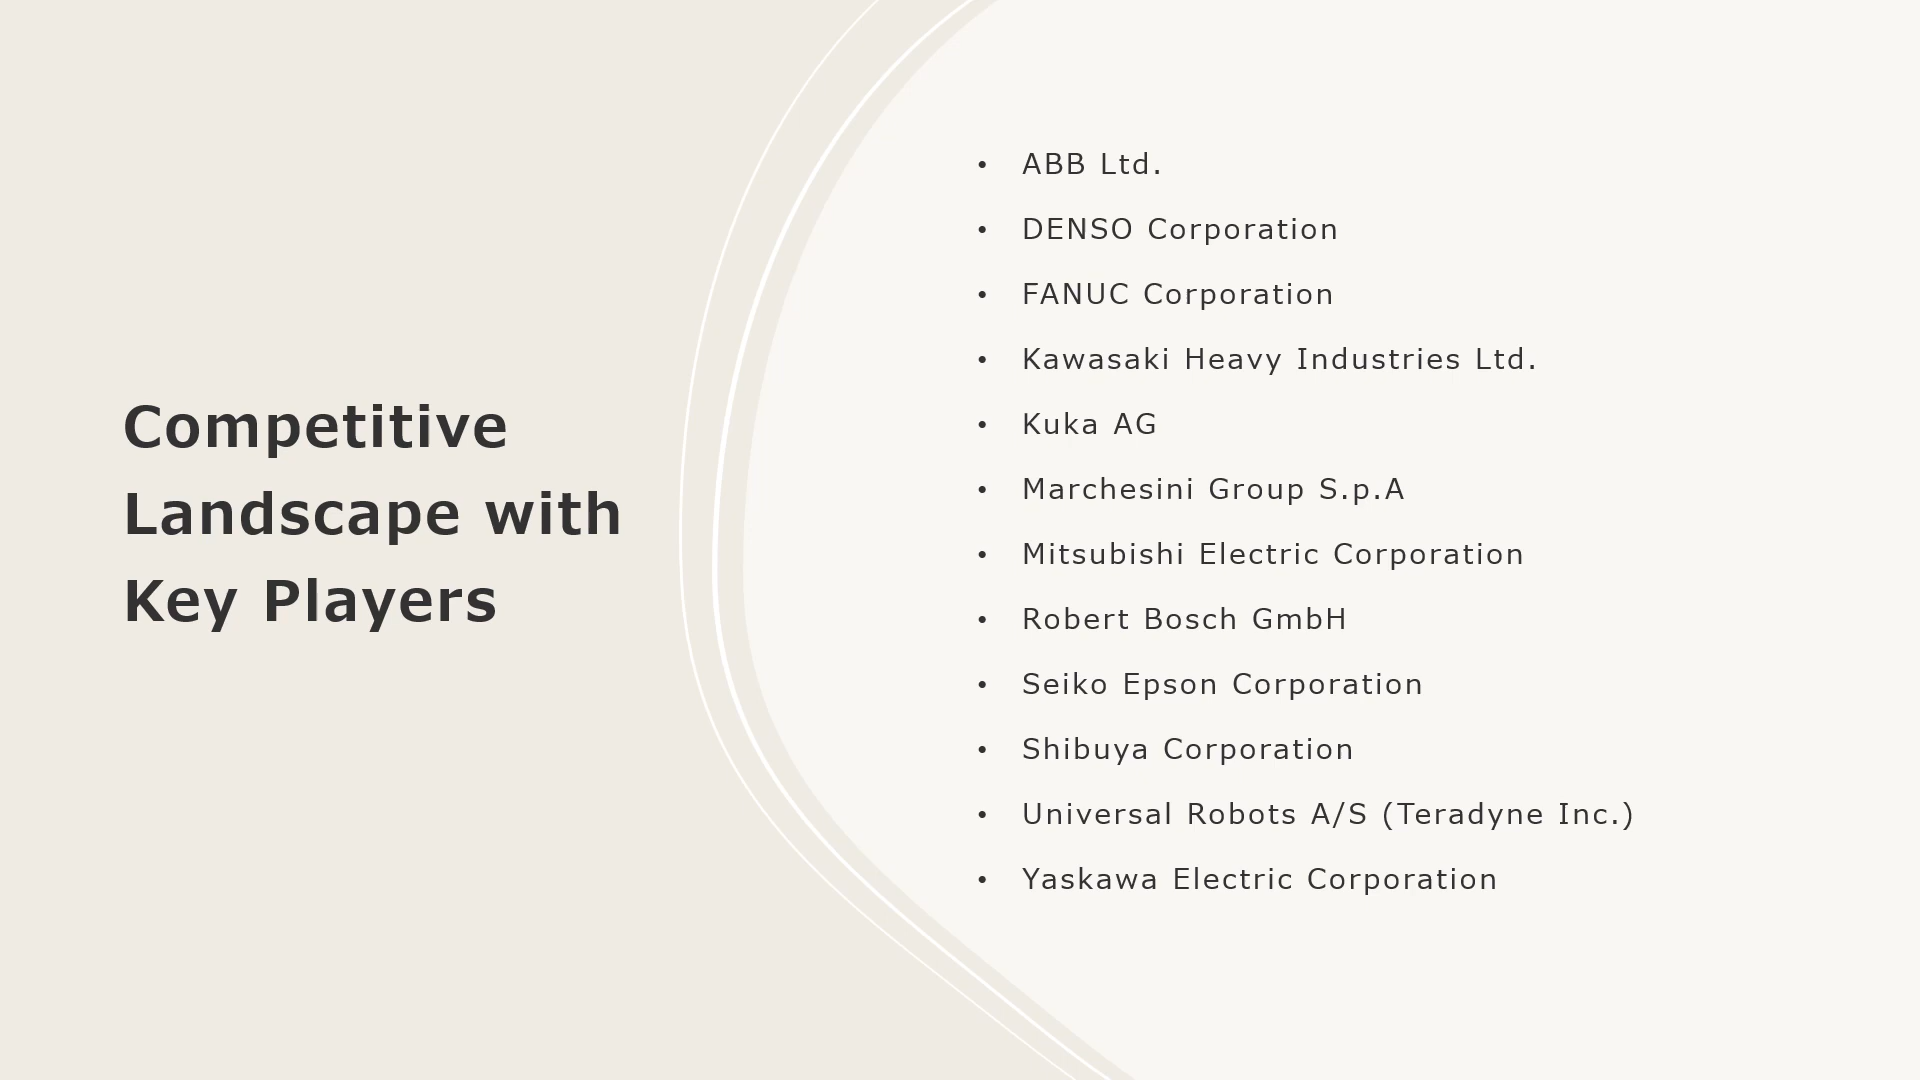 Competitive
Landscape with
Key Players
• ABB Ltd.
• DENSO Corporation
• FANUC Corporation
• Kawasaki Heavy Industries Ltd.
• Kuka AG
• Marchesini Group S.p.A
• Mitsubishi Electric Corporation
• Robert Bosch GmbH
• Seiko Epson Corporation
• Shibuya Corporation
• Universal Robots A/S (Teradyne Inc.)
• Yaskawa Electric Corporation